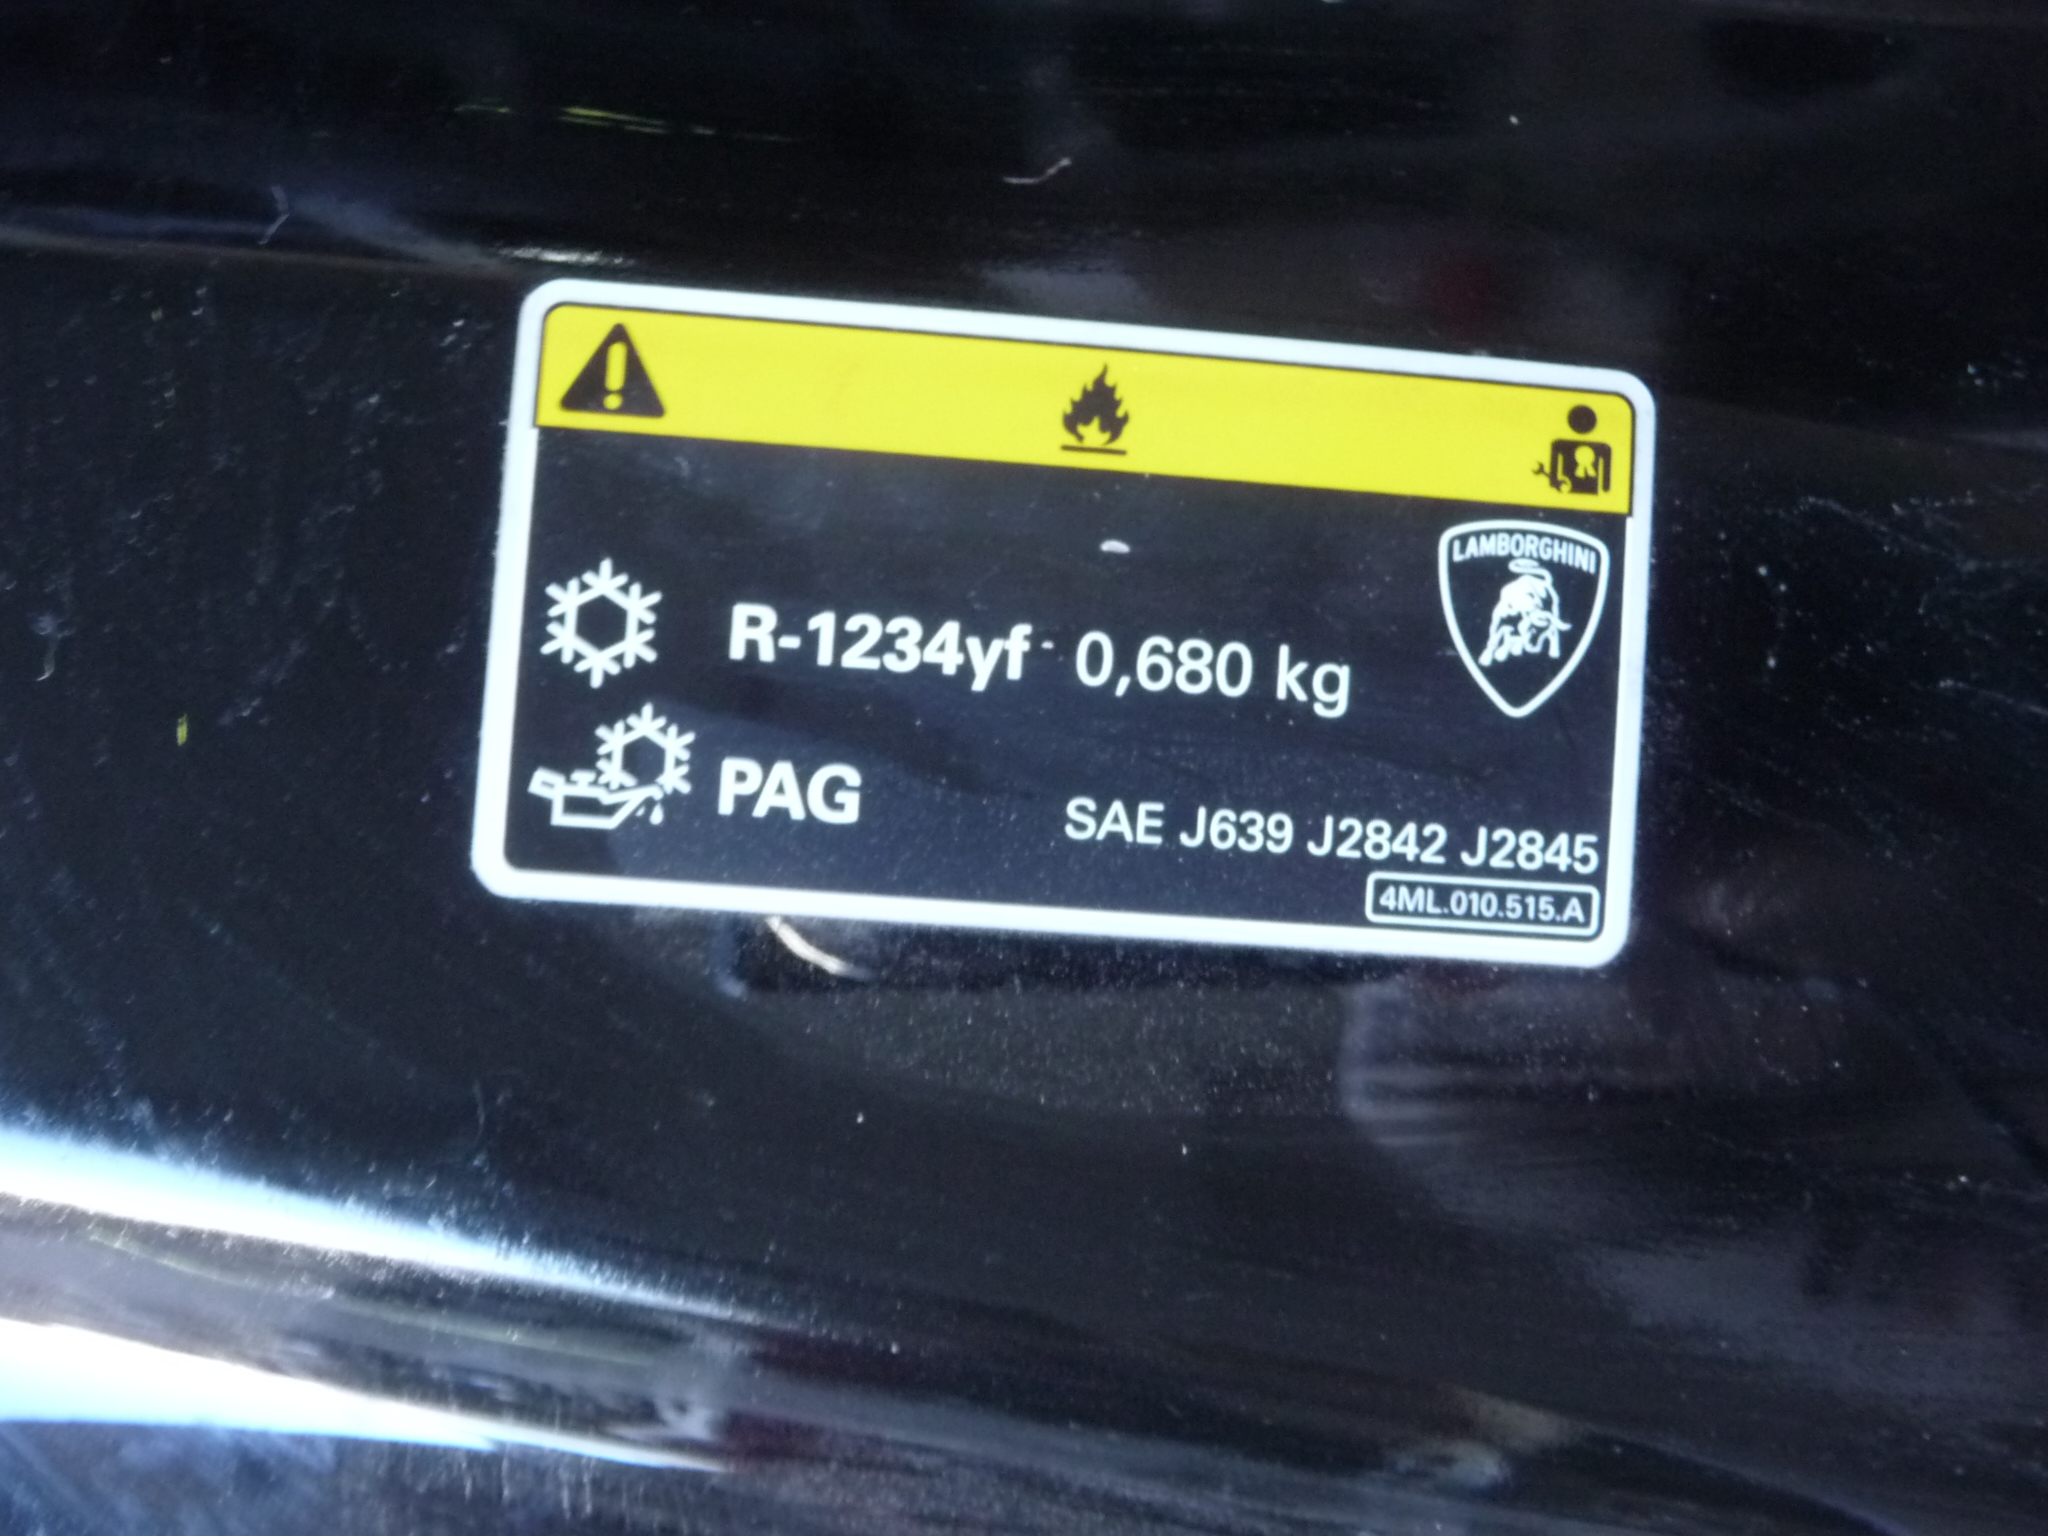 LAMBORGHINI
R-1234yf 0,680 kg
PAG
SAE J639 J2842 J2845
4ML.010.515.A